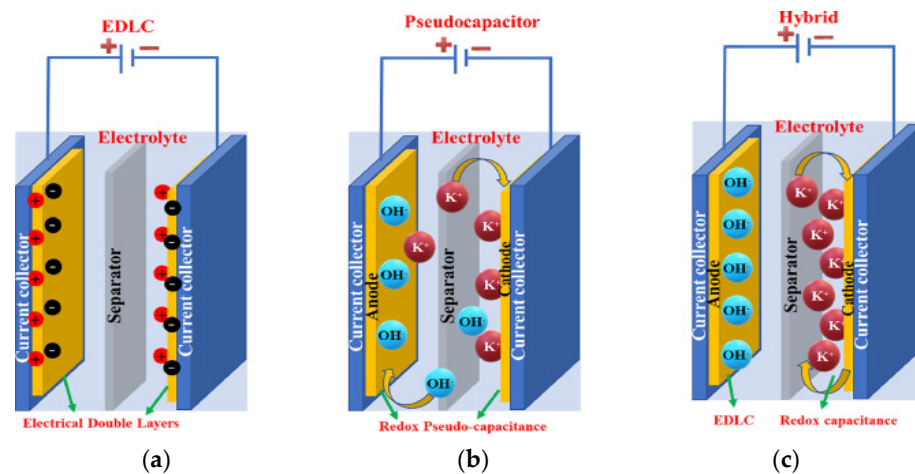 EDLC
+ −
Electrolyte
Current collector
Separator
Current collector
+ + + + +
− − − − −
+ + + + +
− − − − −
Electrical Double Layers
(a)
Pseudocapacitor
+ −
Electrolyte
Current collector
Anode
Separator
Cathode
Current collector
OH⁻
OH⁻
OH⁻
OH⁻
OH⁻
K⁺
K⁺
K⁺
K⁺
K⁺
Redox Pseudo-capacitance
(b)
Hybrid
+ −
Electrolyte
Current collector
Anode
Separator
Cathode
Current collector
OH⁻
OH⁻
OH⁻
OH⁻
OH⁻
K⁺
K⁺
K⁺
K⁺
K⁺
K⁺
K⁺
EDLC
Redox capacitance
(c)